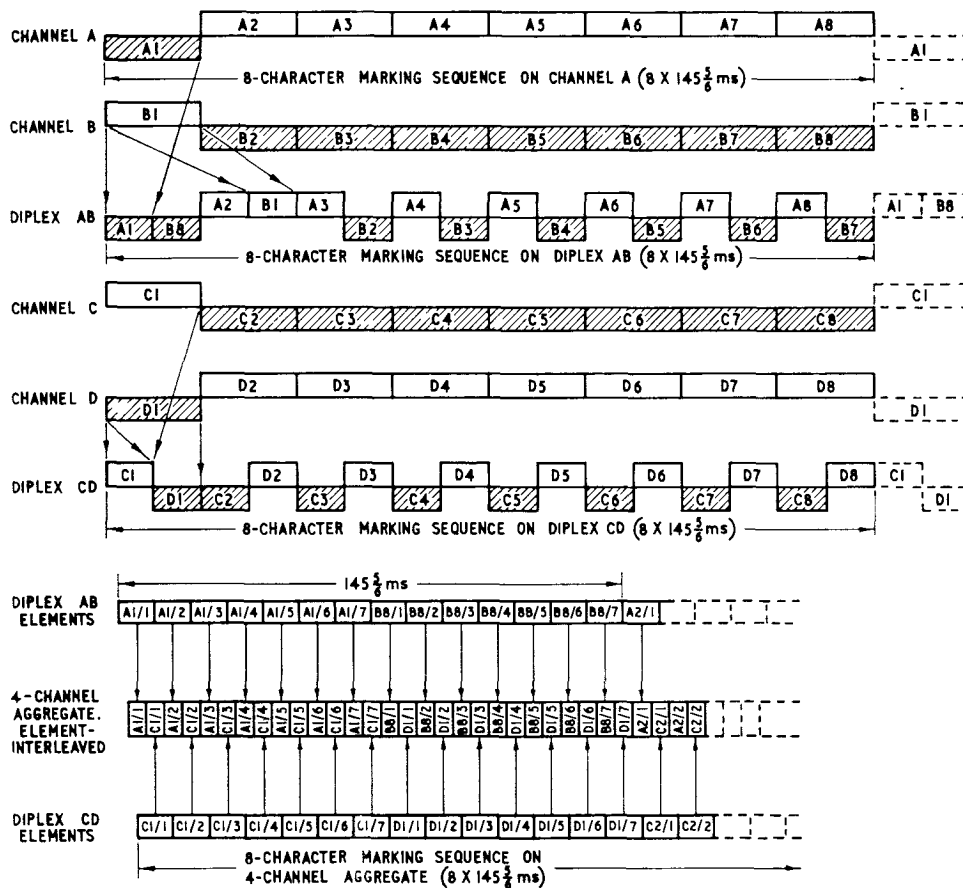 A2 A3 A4 A5 A6 A7 A8
CHANNEL A
A1 A1
8-CHARACTER MARKING SEQUENCE ON CHANNEL A (8 X 145 5/6 ms)
B1 B1
CHANNEL B
B2 B3 B4 B5 B6 B7 B8
A2 B1 A3 A4 A5 A6 A7 A8 A1 B8
DIPLEX AB
A1 B8 B2 B3 B4 B5 B6 B7
8-CHARACTER MARKING SEQUENCE ON DIPLEX AB (8 X 145 5/6 ms)
C1 C1
CHANNEL C
C2 C3 C4 C5 C6 C7 C8
D2 D3 D4 D5 D6 D7 D8
CHANNEL D
D1 D1
C1 D2 D3 D4 D5 D6 D7 D8 C1
DIPLEX CD
D1 C2 C3 C4 C5 C6 C7 C8 D1
8-CHARACTER MARKING SEQUENCE ON DIPLEX CD (8 X 145 5/6 ms)
145 5/6 ms
DIPLEX AB
ELEMENTS
A1/1 A1/2 A1/3 A1/4 A1/5 A1/6 A1/7 B8/1 B8/2 B8/3 B8/4 B8/5 B8/6 B8/7 A2/1
4-CHANNEL
AGGREGATE.
ELEMENT-
INTERLEAVED
A1/1 C1/1 A1/2 C1/2 A1/3 C1/3 A1/4 C1/4 A1/5 C1/5 A1/6 C1/6 A1/7 C1/7 B8/1 D1/1 B8/2 D1/2 B8/3 D1/3 B8/4 D1/4 B8/5 D1/5 B8/6 D1/6 B8/7 D1/7 A2/1 C2/1 A2/2 C2/2
DIPLEX CD
ELEMENTS
C1/1 C1/2 C1/3 C1/4 C1/5 C1/6 C1/7 D1/1 D1/2 D1/3 D1/4 D1/5 D1/6 D1/7 C2/1 C2/2
8-CHARACTER MARKING SEQUENCE ON
4-CHANNEL AGGREGATE (8 X 145 5/6 ms)